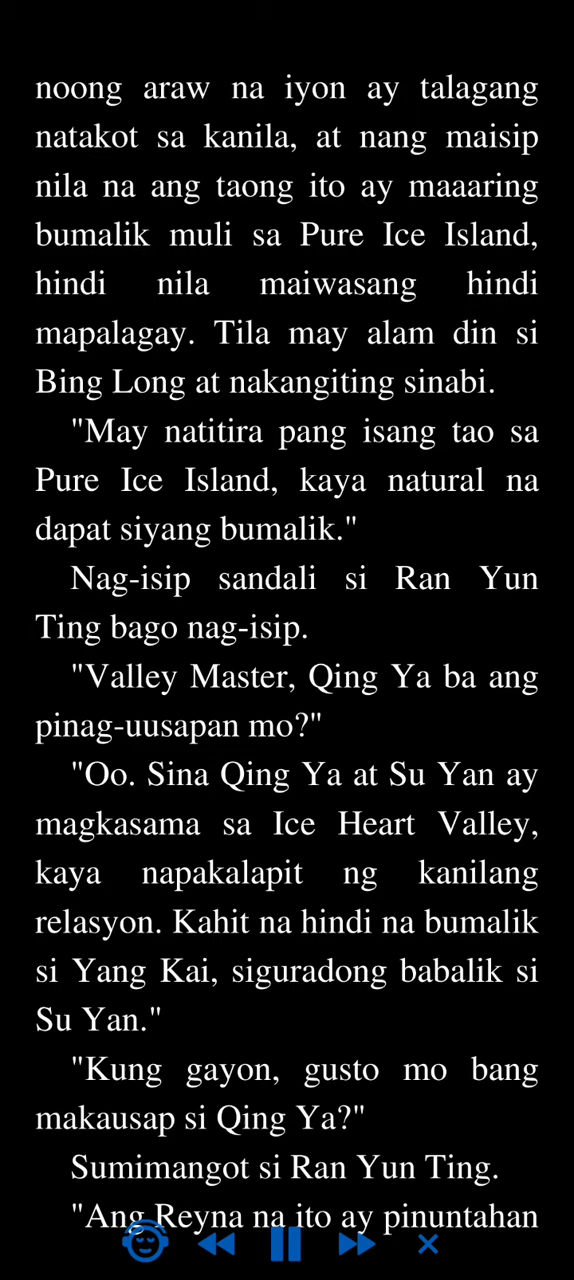 noong araw na iyon ay talagang
natakot sa kanila, at nang maisip
nila na ang taong ito ay maaaring
bumalik muli sa Pure Ice Island,
hindi nila maiwasang hindi
mapalagay. Tila may alam din si
Bing Long at nakangiting sinabi.
"May natitira pang isang tao sa
Pure Ice Island, kaya natural na
dapat siyang bumalik."
Nag-isip sandali si Ran Yun
Ting bago nag-isip.
"Valley Master, Qing Ya ba ang
pinag-uusapan mo?"
"Oo. Sina Qing Ya at Su Yan ay
magkasama sa Ice Heart Valley,
kaya napakalapit ng kanilang
relasyon. Kahit na hindi na bumalik
si Yang Kai, siguradong babalik si
Su Yan."
"Kung gayon, gusto mo bang
makausap si Qing Ya?"
Sumimangot si Ran Yun Ting.
"Ang Reyna na ito ay pinuntahan